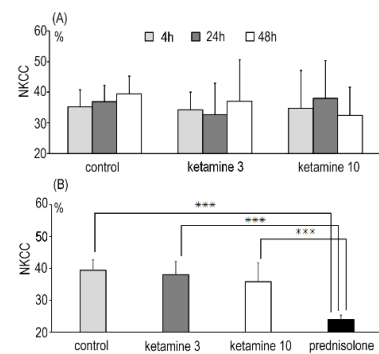 (A)
%
4h 24h 48h
60
50
40
30
20
NKCC
control ketamine 3 ketamine 10
(B)
%
60
50
40
30
20
NKCC
***
***
***
control ketamine 3 ketamine 10 prednisolone